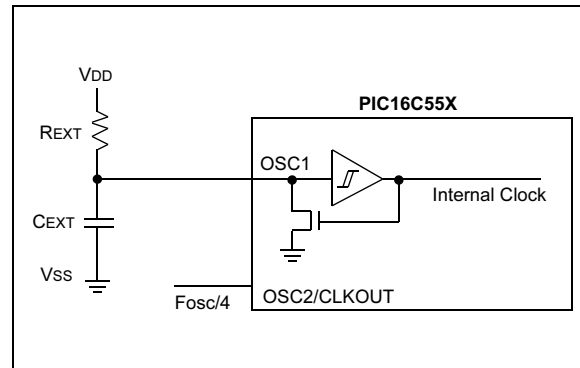 VDD
PIC16C55X
REXT
OSC1
Internal Clock
CEXT
VSS
OSC2/CLKOUT
Fosc/4